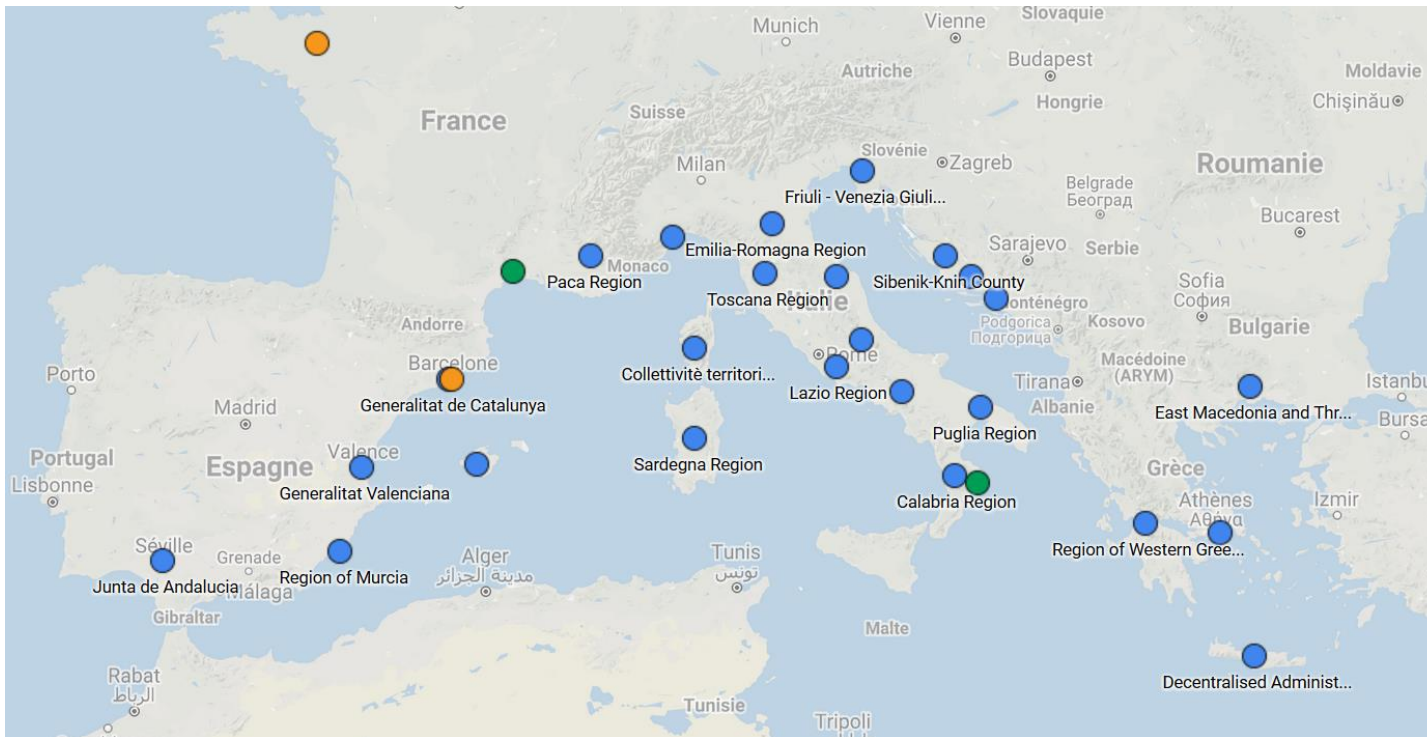 Slovaquie
Munich
Vienne
Budapest
Moldavie
Autriche
Chișinău
Hongrie
France
Suisse
Slovénie
Milan
Zagreb
Roumanie
Friuli - Venezia Giuli...
Belgrade
Београд
Bucarest
Emilia-Romagna Region
Sarajevo
Serbie
Monaco
Paca Region
Sibenik-Knin County
Sofia
София
Toscana Region
Italie
Monténégro
Kosovo
Bulgarie
Andorre
Podgorica
Подгорица
Barcelone
Rome
Macédoine
(ARYM)
Porto
Collettivitè territori...
Tirana
Istanbu
Lazio Region
Generalitat de Catalunya
Albanie
East Macedonia and Thr...
Madrid
Bursa
Puglia Region
Valence
Portugal
Espagne
Sardegna Region
Grèce
Lisbonne
Generalitat Valenciana
Calabria Region
Athènes
Αθήνα
Izmir
Séville
Grenade
Alger
مدينة الجزائر
Tunis
تونس
Region of Western Gree...
Junta de Andalucia
Málaga
Region of Murcia
Gibraltar
Malte
Rabat
الرباط
Decentralised Administ...
Tunisie
Tripoli